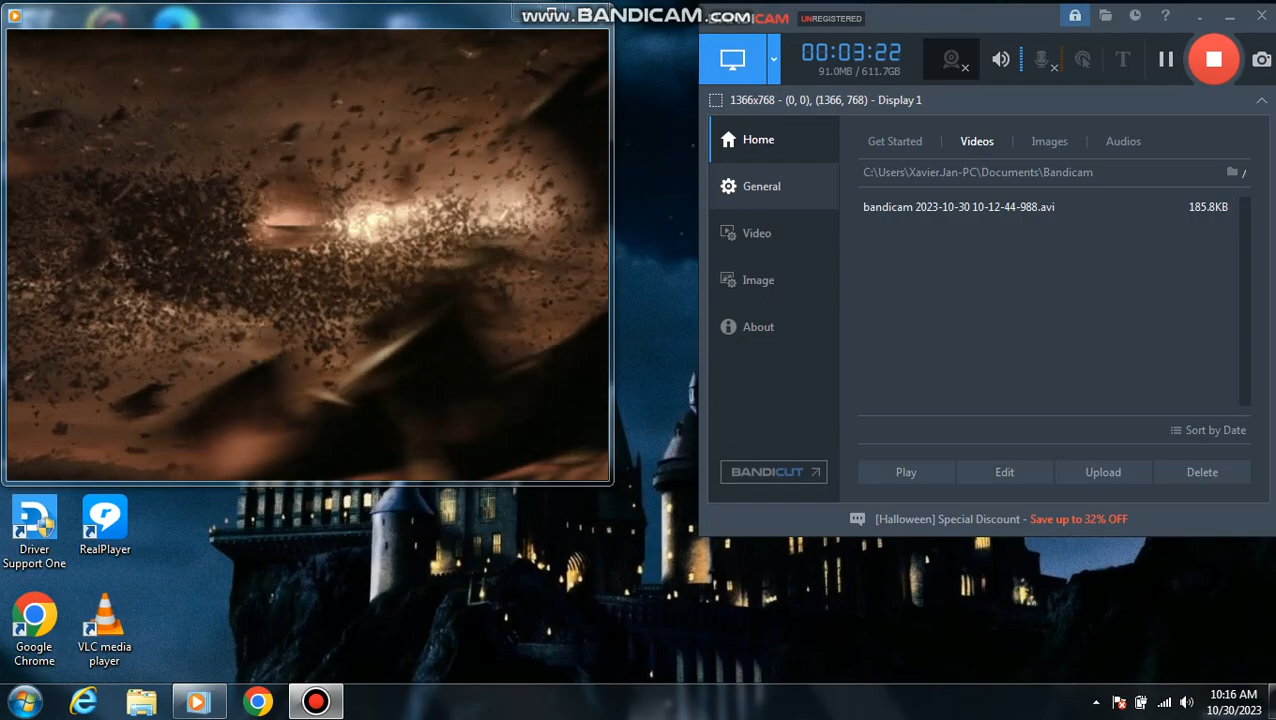 www.BANDICAM.com
BANDICAM UNREGISTERED
00:03:22
91.0MB / 611.7GB
1366x768 - (0, 0), (1366, 768) - Display 1
Home
General
Video
Image
About
BANDICUT
Get Started Videos Images Audios
C:\Users\Xavier.Jan-PC\Documents\Bandicam
bandicam 2023-10-30 10-12-44-988.avi 185.8KB
Sort by Date
Play Edit Upload Delete
[Halloween] Special Discount - Save up to 32% OFF
Driver
Support One
RealPlayer
Google
Chrome
VLC media
player
10:16 AM
10/30/2023